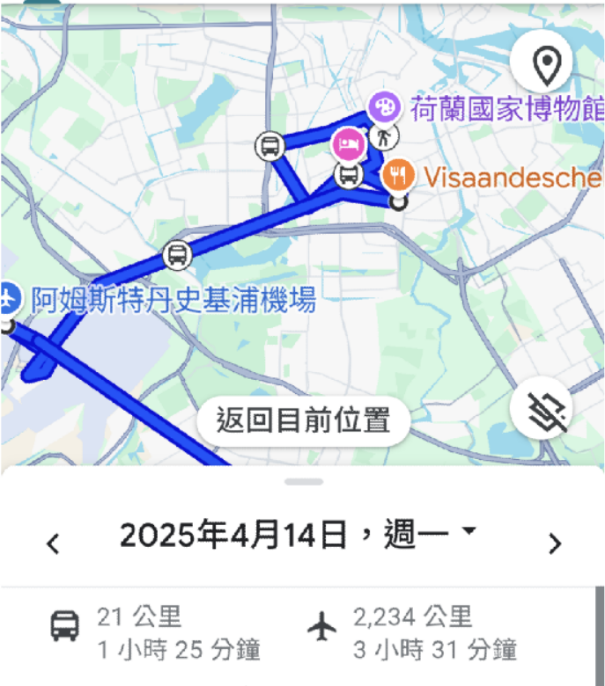 荷蘭國家博物館
Visaandesche
阿姆斯特丹史基浦機場
返回目前位置
2025年4月14日，週一
21 公里
1 小時 25 分鐘
2,234 公里
3 小時 31 分鐘